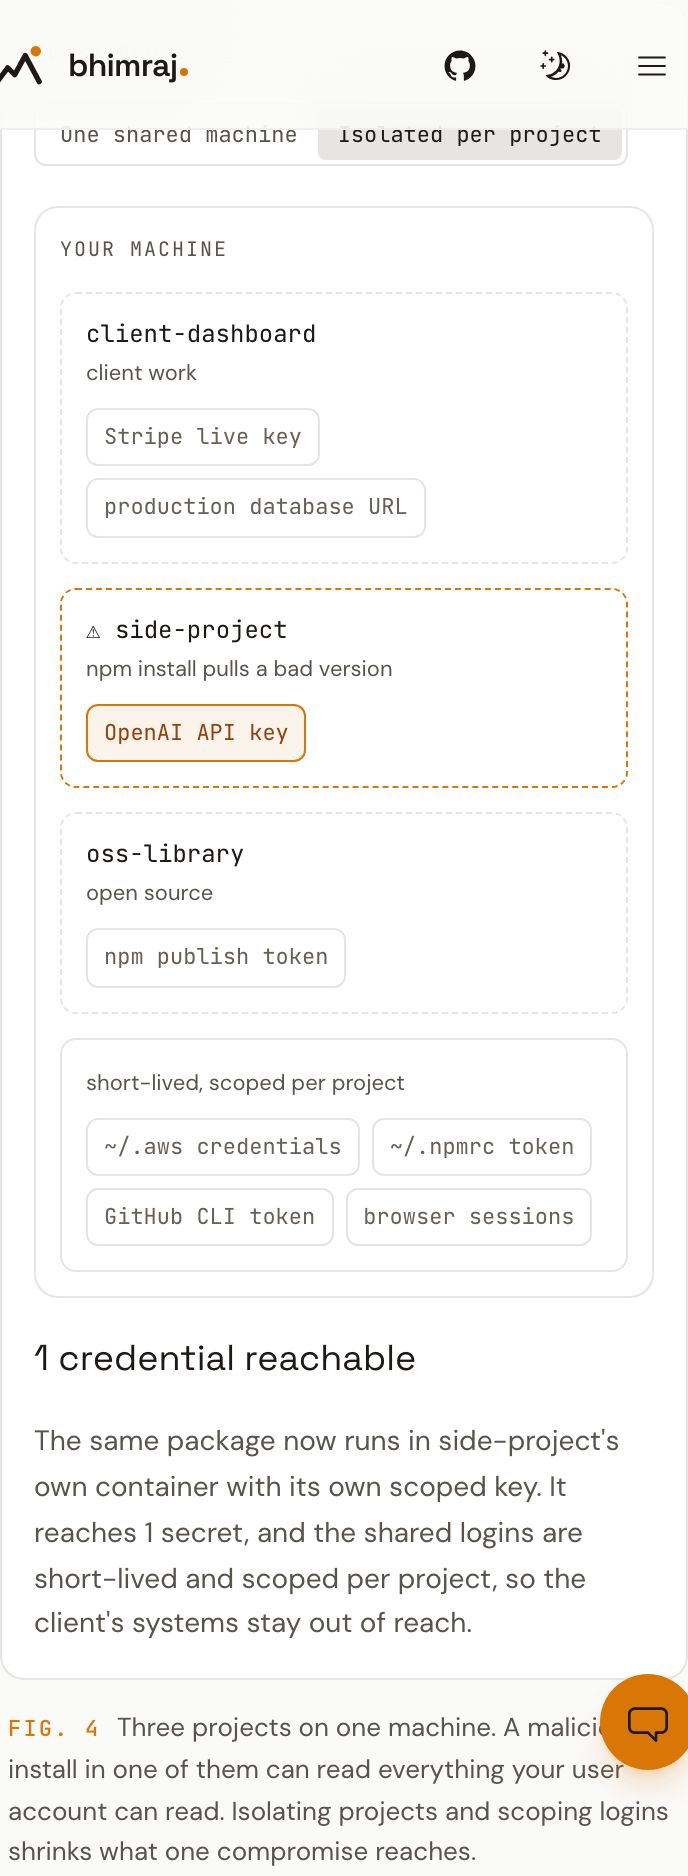 bhimraj.
One shared machine
Isolated per project
YOUR MACHINE
client-dashboard
client work
Stripe live key
production database URL
⚠ side-project
npm install pulls a bad version
OpenAI API key
oss-library
open source
npm publish token
short-lived, scoped per project
~/.aws credentials
~/.npmrc token
GitHub CLI token
browser sessions
1 credential reachable
The same package now runs in side-project's
own container with its own scoped key. It
reaches 1 secret, and the shared logins are
short-lived and scoped per project, so the
client's systems stay out of reach.
FIG. 4 Three projects on one machine. A
install in one of them can read everything your user
account can read. Isolating projects and scoping logins
shrinks what one compromise reaches.